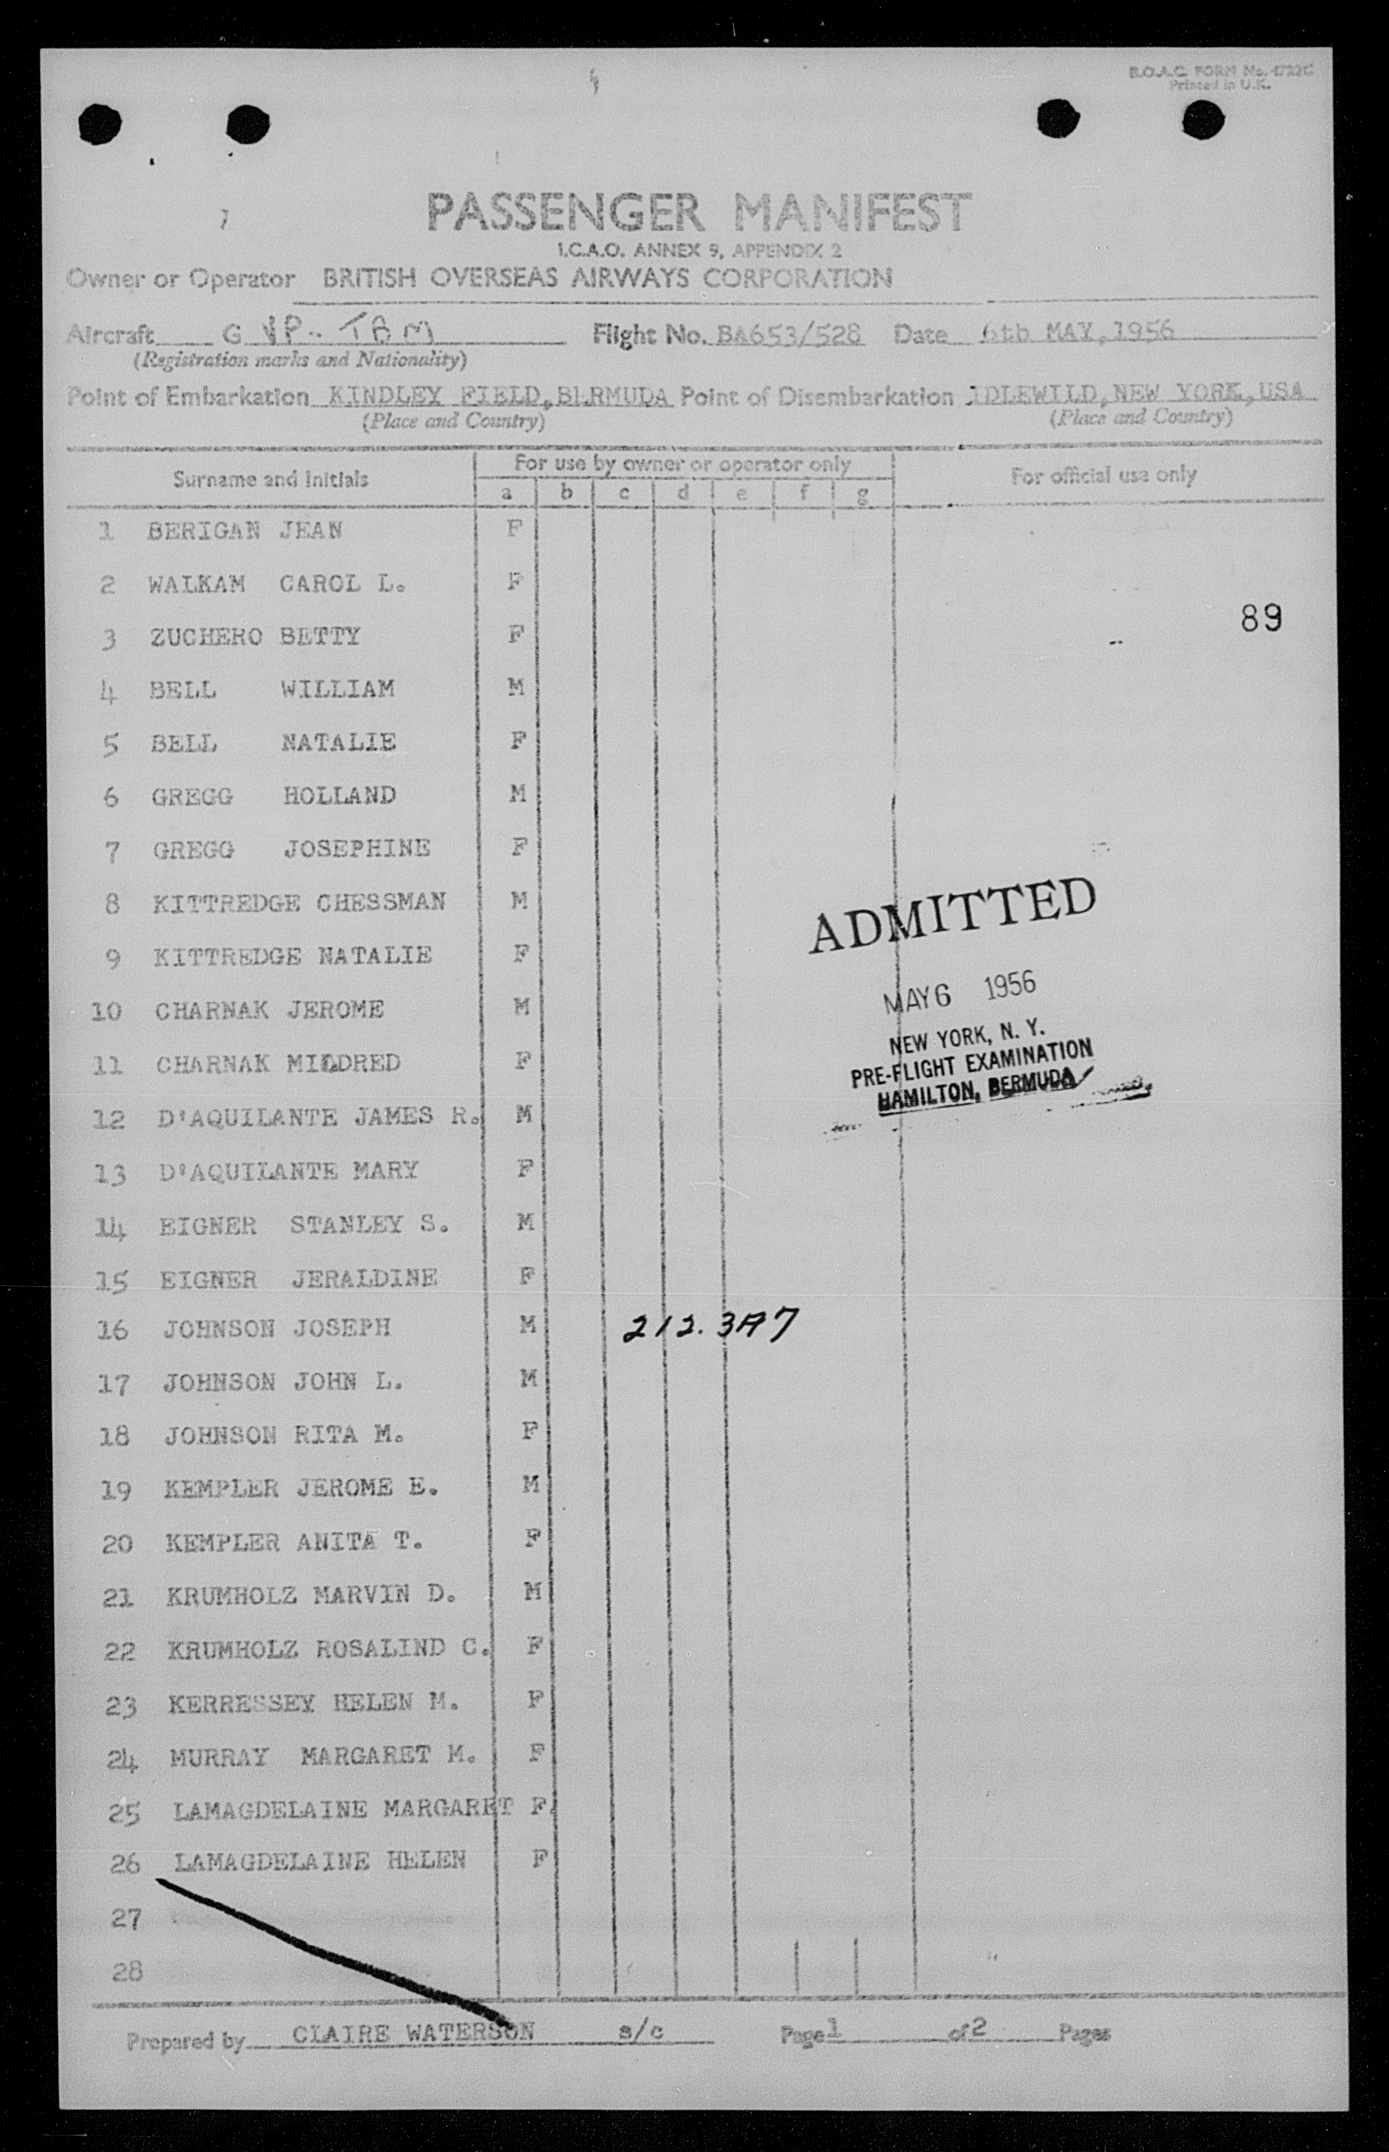 B.O.A.C. FORM No. 
Printed in U.K.
PASSENGER MANIFEST
I.C.A.O. ANNEX 9, APPENDIX 2
Owner or Operator BRITISH OVERSEAS AIRWAYS CORPORATION
Aircraft G VP-TBM Flight No. BA653/528 Date 6th MAY, 1956
(Registration marks and Nationality)
Point of Embarkation KINDLEY FIELD, BERMUDA Point of Disembarkation IDLEWILD, NEW YORK, USA
(Place and Country) (Place and Country)
Surname and Initials For use by owner or operator only For official use only
a b c d e f g
1 BERIGAN JEAN F
2 WALKAM CAROL L. F
89
3 ZUCHERO BETTY F
4 BELL WILLIAM M
5 BELL NATALIE F
6 GREGG HOLLAND M
7 GREGG JOSEPHINE F
8 KITTREDGE CHESSMAN M
ADMITTED
9 KITTREDGE NATALIE F
MAY 6 1956
10 CHARNAK JEROME M
NEW YORK, N. Y.
11 CHARNAK MILDRED F
PRE-FLIGHT EXAMINATION
HAMILTON, BERMUDA
12 D'AQUILANTE JAMES R. M
13 D'AQUILANTE MARY F
14 EIGNER STANLEY S. M
15 EIGNER JERALDINE F
16 JOHNSON JOSEPH M 212.3A7
17 JOHNSON JOHN L. M
18 JOHNSON RITA M. F
19 KEMPLER JEROME E. M
20 KEMPLER ANITA T. F
21 KRUMHOLZ MARVIN D. M
22 KRUMHOLZ ROSALIND C. F
23 KERRESSEY HELEN M. F
24 MURRAY MARGARET M. F
25 LAMAGDELAINE MARGARET F
26 LAMAGDELAINE HELEN F
27
28
Prepared by CLAIRE WATERSON s/c Page 1 of 2 Pages